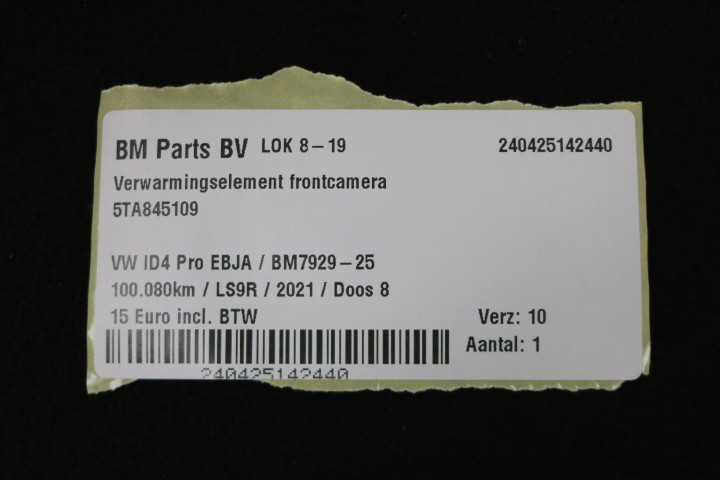 BM Parts BV LOK 8-19 240425142440
Verwarmingselement frontcamera
5TA845109
VW ID4 Pro EBJA / BM7929-25
100.080km / LS9R / 2021 / Doos 8
15 Euro incl. BTW Verz: 10
Aantal: 1
240425142440